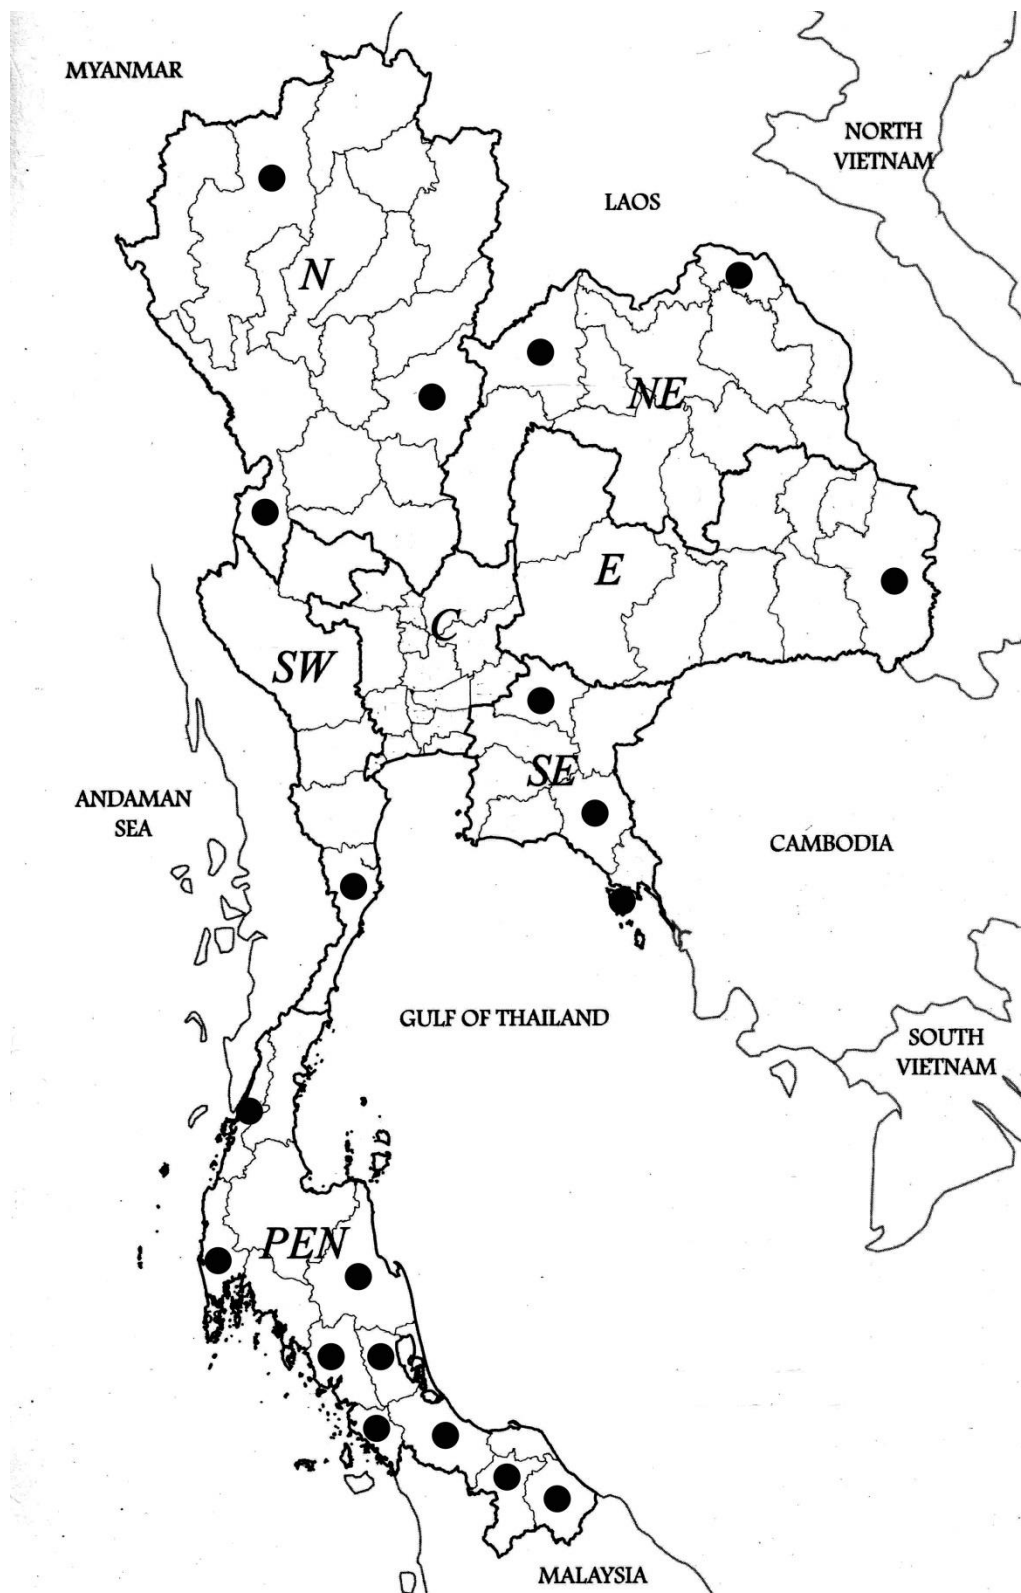 MYANMAR
NORTH
VIETNAM
LAOS
N
NE
E
C
SW
SE
ANDAMAN
SEA
CAMBODIA
GULF OF THAILAND
SOUTH
VIETNAM
PEN
MALAYSIA